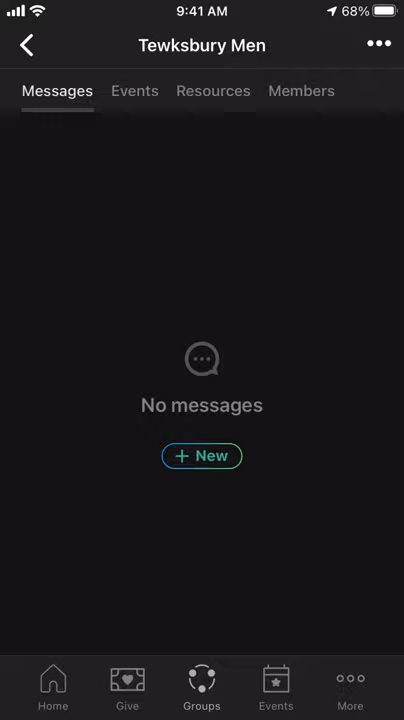 9:41 AM
68%
Tewksbury Men
Messages Events Resources Members
No messages
+ New
Home Give Groups Events More